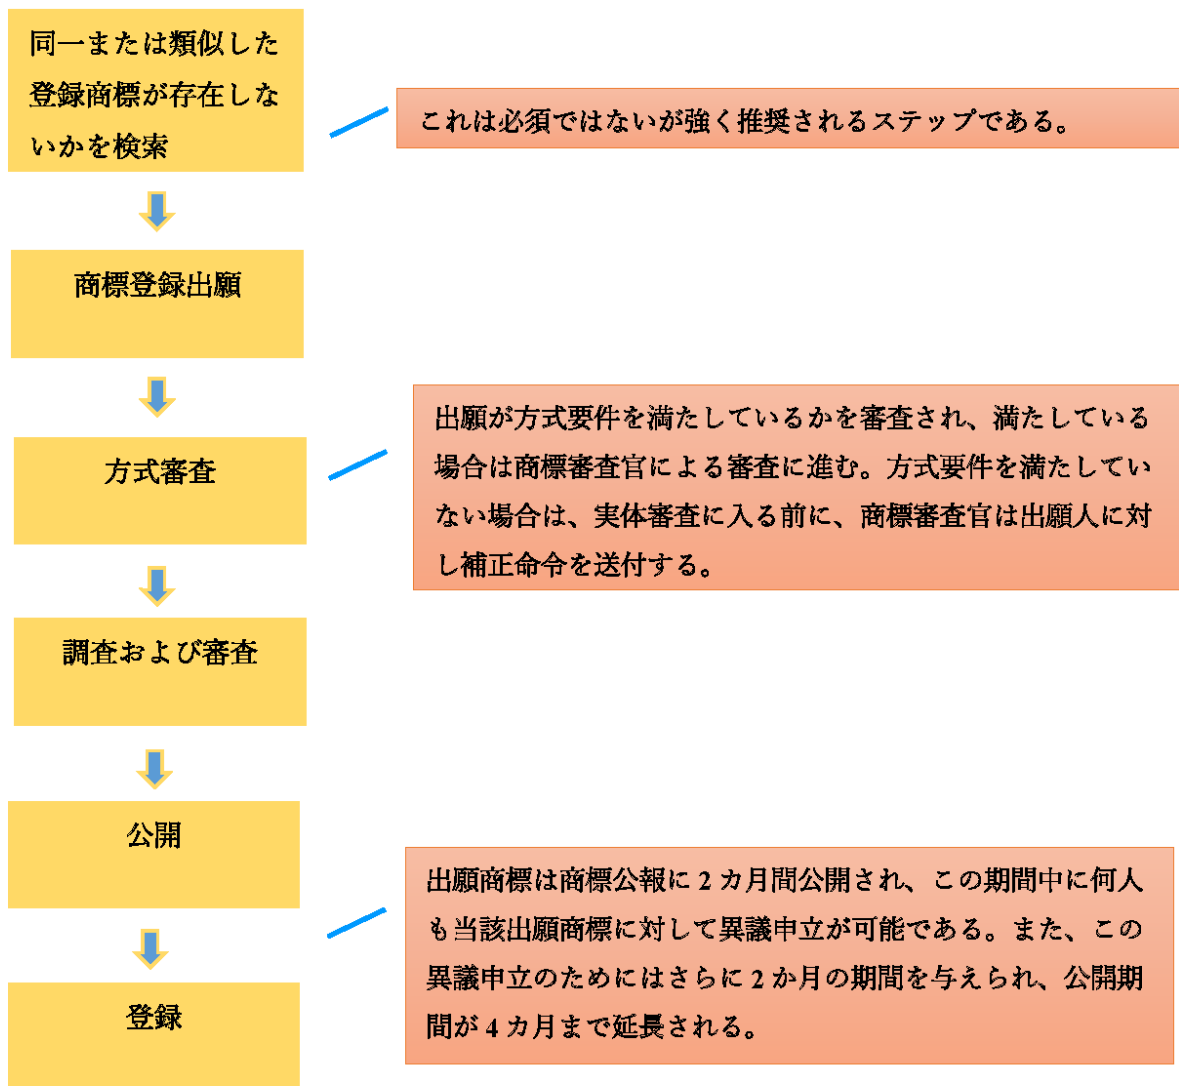 同一または類似した
登録商標が存在しな
いかを検索
これは必須ではないが強く推奨されるステップである。
商標登録出願
方式審査
出願が方式要件を満たしているかを審査され、満たしている
場合は商標審査官による審査に進む。方式要件を満たしてい
ない場合は、実体審査に入る前に、商標審査官は出願人に対
し補正命令を送付する。
調査および審査
公開
出願商標は商標公報に 2 カ月間公開され、この期間中に何人
も当該出願商標に対して異議申立が可能である。また、この
異議申立のためにはさらに 2 か月の期間を与えられ、公開期
間が 4 カ月まで延長される。
登録